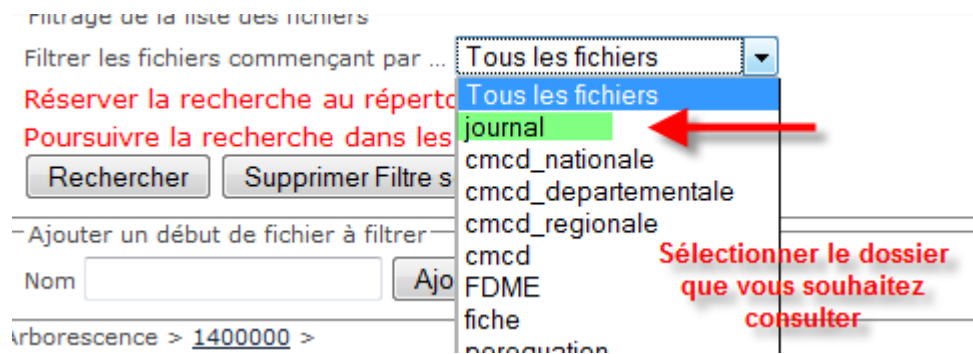 Filtrage de la liste des fichiers
Filtrer les fichiers commençant par ... Tous les fichiers
Tous les fichiers
Réserver la recherche au
journal
Poursuivre la recherche dans les
cmcd_nationale
Rechercher Supprimer Filtre
cmcd_departementale
cmcd_regionale
Ajouter un début de fichier à filtrer
cmcd
Nom
FDME
fiche
Sélectionner le dossier
que vous souhaitez
consulter
Arborescence > 1400000 >
perequation